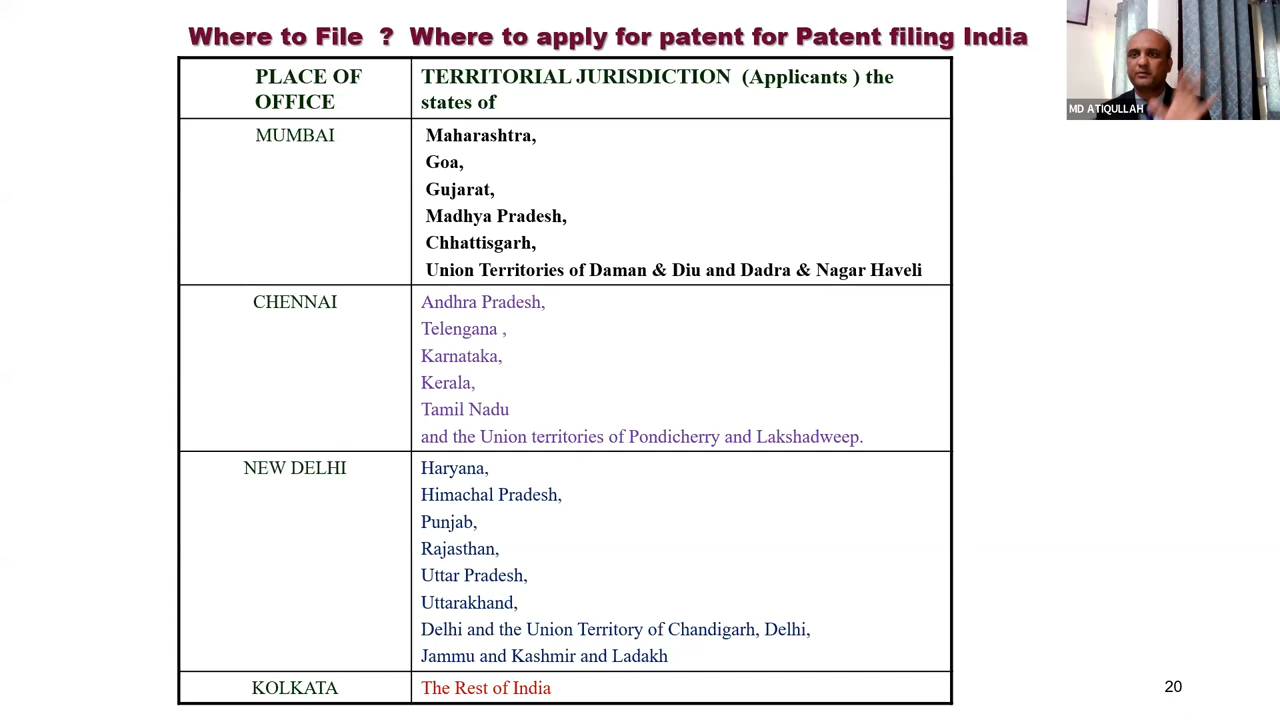 Where to File ? Where to apply for patent for Patent filing India
MD ATIQULLAH
PLACE OF
OFFICE
TERRITORIAL JURISDICTION (Applicants ) the
states of
MUMBAI
Maharashtra,
Goa,
Gujarat,
Madhya Pradesh,
Chhattisgarh,
Union Territories of Daman & Diu and Dadra & Nagar Haveli
CHENNAI
Andhra Pradesh,
Telengana ,
Karnataka,
Kerala,
Tamil Nadu
and the Union territories of Pondicherry and Lakshadweep.
NEW DELHI
Haryana,
Himachal Pradesh,
Punjab,
Rajasthan,
Uttar Pradesh,
Uttarakhand,
Delhi and the Union Territory of Chandigarh, Delhi,
Jammu and Kashmir and Ladakh
KOLKATA
The Rest of India
20